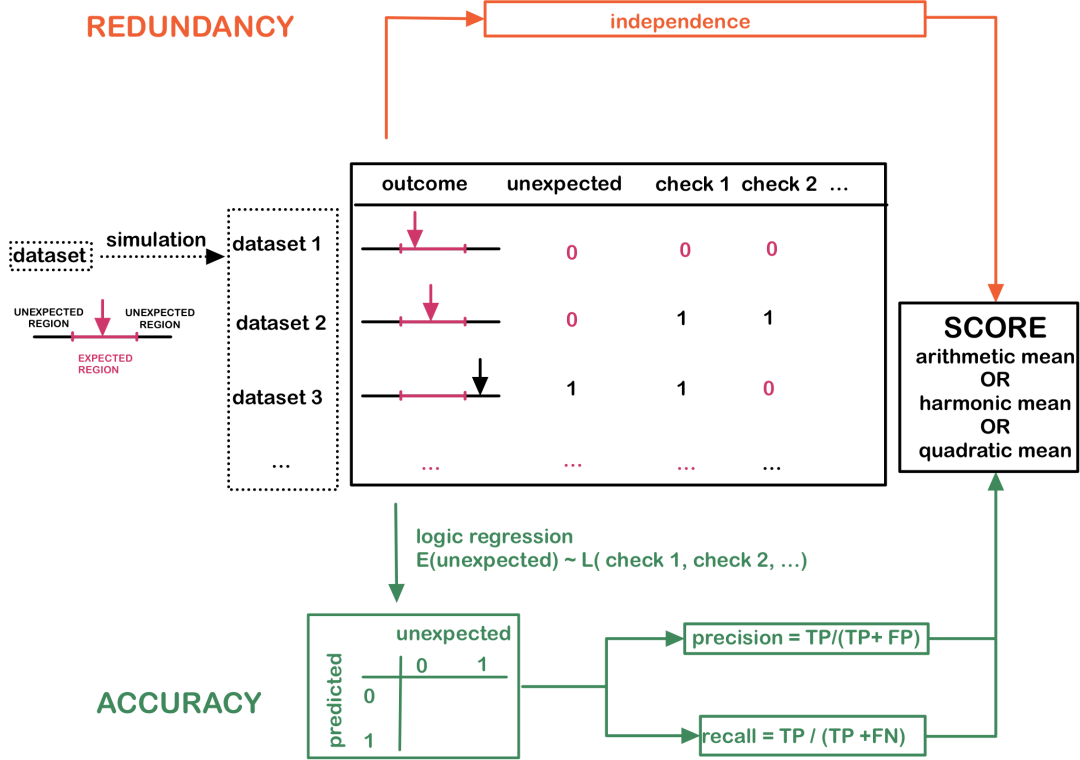 REDUNDANCY
independence
outcome unexpected check 1 check 2 ...
simulation
dataset
dataset 1
0 0 0
UNEXPECTED REGION
UNEXPECTED REGION
EXPECTED REGION
dataset 2
0 1 1
dataset 3
1 1 0
... ... ... ... ...
SCORE
arithmetic mean
OR
harmonic mean
OR
quadratic mean
logic regression
E(unexpected) ~ L( check 1, check 2, ...)
unexpected
0 1
predicted
0
1
ACCURACY
precision = TP/(TP+ FP)
recall = TP / (TP +FN)